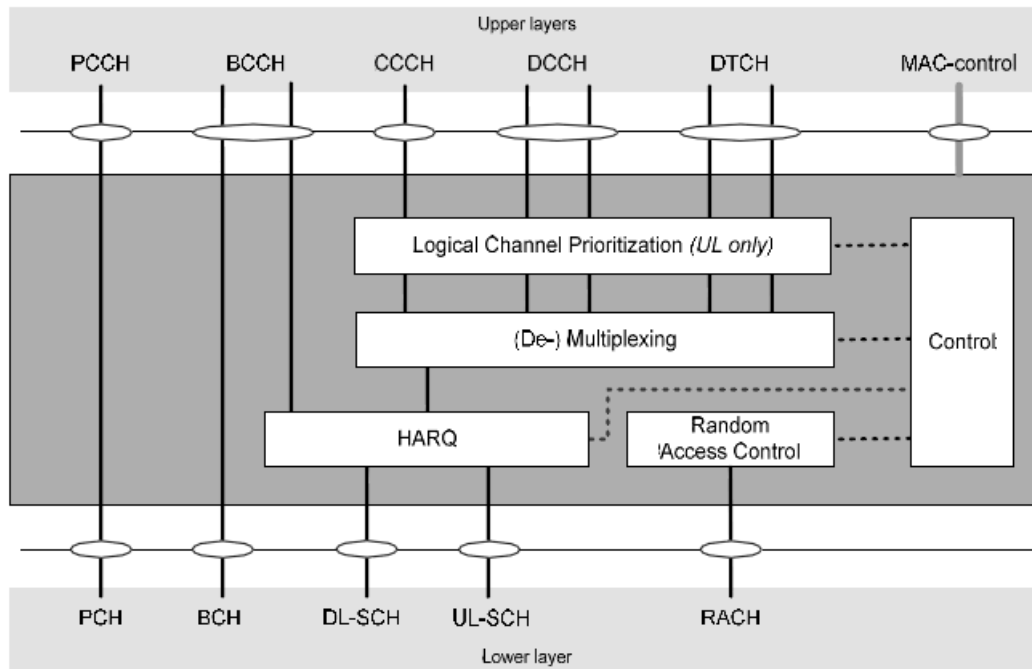 Upper layers
PCCH BCCH CCCH DCCH DTCH MAC-control
Logical Channel Prioritization (UL only)
(De-) Multiplexing
Control
HARQ
Random
Access Control
PCH BCH DL-SCH UL-SCH RACH
Lower layer